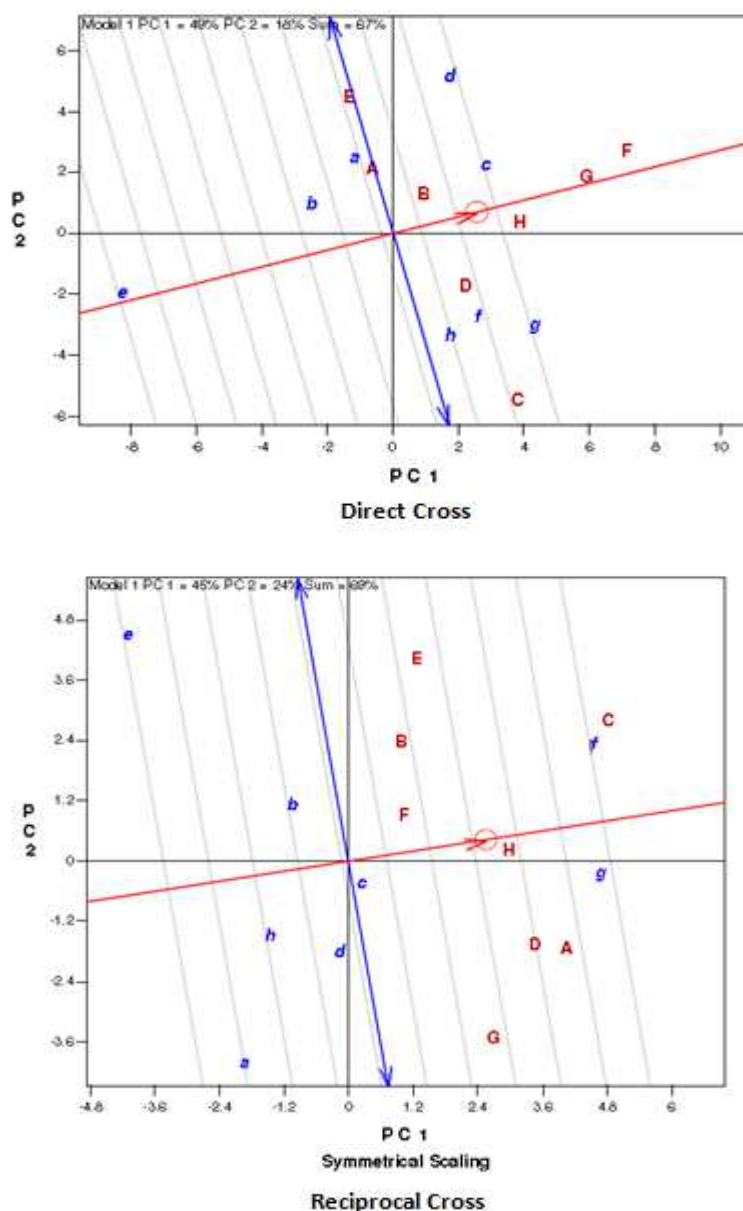 Model 1 PC 1 = 49% PC 2 = 18% Sum = 67%
6
d
E
4
F
a
c
2
A
G
P
B
b
C
H
2
0
e
D
-2
f
g
h
-4
C
-6
-8 -6 -4 -2 0 2 4 6 8 10
PC 1
Direct Cross
Model 1 PC 1 = 45% PC 2 = 24% Sum = 69%
4.8
e
E
3.6
C
2.4
B
f
b
1.2
F
P
C
H
2
0
g
c
-1.2
h
D A
d
-2.4
G
-3.6
a
-4.8 -3.6 -2.4 -1.2 0 1.2 2.4 3.6 4.8 6
PC 1
Symmetrical Scaling
Reciprocal Cross